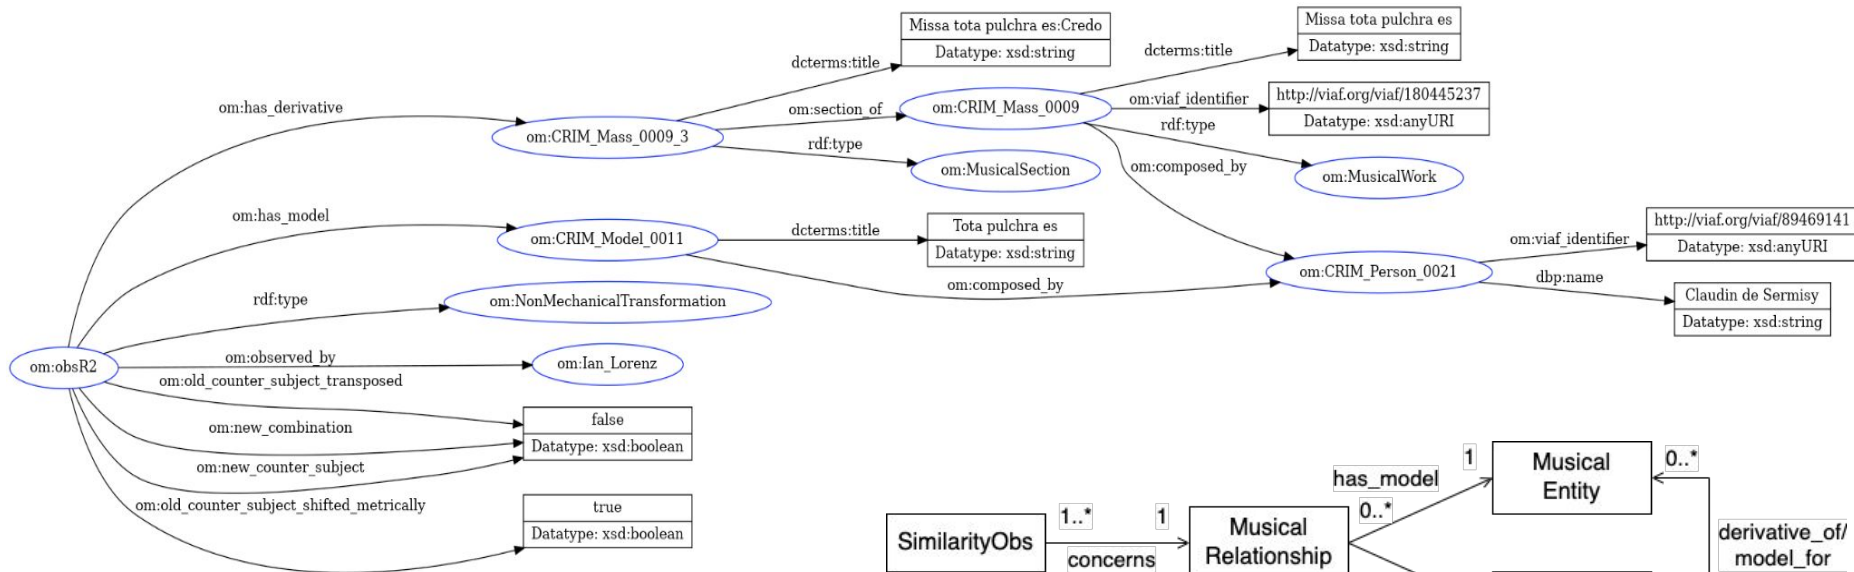 Missa tota pulchra es:Credo
Datatype: xsd:string
Missa tota pulchra es
Datatype: xsd:string
dcterms:title
dcterms:title
om:has_derivative
om:section_of
om:CRIM_Mass_0009
om:viaf_identifier
http://viaf.org/viaf/180445237
Datatype: xsd:anyURI
om:CRIM_Mass_0009_3
rdf:type
rdf:type
om:MusicalSection
om:composed_by
om:MusicalWork
om:has_model
om:CRIM_Model_0011
dcterms:title
Tota pulchra es
Datatype: xsd:string
om:viaf_identifier
http://viaf.org/viaf/89469141
Datatype: xsd:anyURI
om:composed_by
om:CRIM_Person_0021
dbp:name
Claudin de Sermisy
Datatype: xsd:string
rdf:type
om:NonMechanicalTransformation
om:obsR2
om:observed_by
om:Ian_Lorenz
om:old_counter_subject_transposed
om:new_combination
om:new_counter_subject
false
Datatype: xsd:boolean
om:old_counter_subject_shifted_metrically
true
Datatype: xsd:boolean
SimilarityObs
1..*
1
concerns
Musical
Relationship
has_model
0..*
1
Musical
Entity
0..*
derivative_of/
model_for